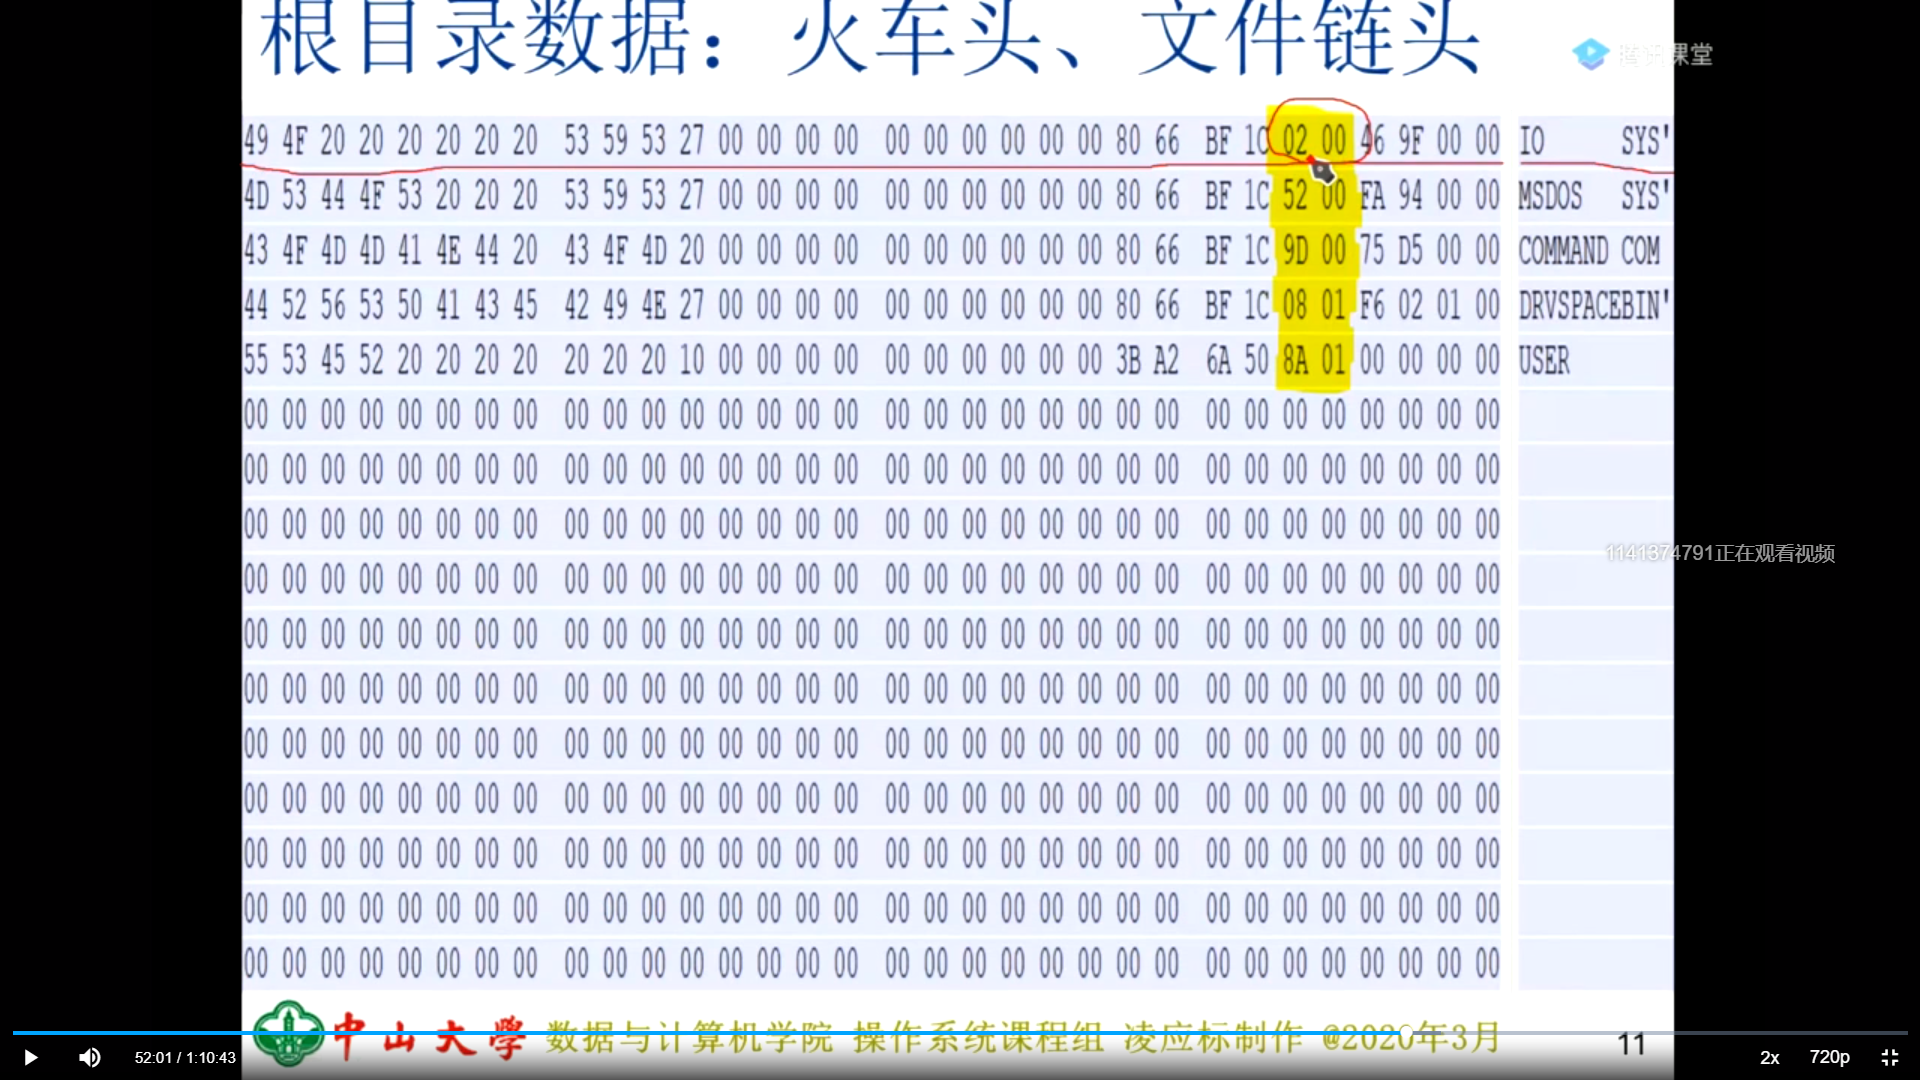 根目录数据：火车头、文件链头
腾讯课堂
49 4F 20 20 20 20 20 20 53 59 53 27 00 00 00 00 00 00 00 00 00 00 80 66 BF 1C 02 00 46 9F 00 00 IO SYS'
4D 53 44 4F 53 20 20 20 53 59 53 27 00 00 00 00 00 00 00 00 00 00 80 66 BF 1C 52 00 FA 94 00 00 MSDOS SYS'
43 4F 4D 4D 41 4E 44 20 43 4F 4D 20 00 00 00 00 00 00 00 00 00 00 80 66 BF 1C 9D 00 75 D5 00 00 COMMAND COM
44 52 56 53 50 41 43 45 42 49 4E 27 00 00 00 00 00 00 00 00 00 00 80 66 BF 1C 08 01 F6 02 01 00 DRVSPACEBIN'
55 53 45 52 20 20 20 20 20 20 20 10 00 00 00 00 00 00 00 00 00 00 3B A2 6A 50 8A 01 00 00 00 00 USER
00 00 00 00 00 00 00 00 00 00 00 00 00 00 00 00 00 00 00 00 00 00 00 00 00 00 00 00 00 00 00 00
00 00 00 00 00 00 00 00 00 00 00 00 00 00 00 00 00 00 00 00 00 00 00 00 00 00 00 00 00 00 00 00
00 00 00 00 00 00 00 00 00 00 00 00 00 00 00 00 00 00 00 00 00 00 00 00 00 00 00 00 00 00 00 00
1141374791正在观看视频
00 00 00 00 00 00 00 00 00 00 00 00 00 00 00 00 00 00 00 00 00 00 00 00 00 00 00 00 00 00 00 00
00 00 00 00 00 00 00 00 00 00 00 00 00 00 00 00 00 00 00 00 00 00 00 00 00 00 00 00 00 00 00 00
00 00 00 00 00 00 00 00 00 00 00 00 00 00 00 00 00 00 00 00 00 00 00 00 00 00 00 00 00 00 00 00
00 00 00 00 00 00 00 00 00 00 00 00 00 00 00 00 00 00 00 00 00 00 00 00 00 00 00 00 00 00 00 00
00 00 00 00 00 00 00 00 00 00 00 00 00 00 00 00 00 00 00 00 00 00 00 00 00 00 00 00 00 00 00 00
00 00 00 00 00 00 00 00 00 00 00 00 00 00 00 00 00 00 00 00 00 00 00 00 00 00 00 00 00 00 00 00
00 00 00 00 00 00 00 00 00 00 00 00 00 00 00 00 00 00 00 00 00 00 00 00 00 00 00 00 00 00 00 00
00 00 00 00 00 00 00 00 00 00 00 00 00 00 00 00 00 00 00 00 00 00 00 00 00 00 00 00 00 00 00 00
中山大學 数据与计算机学院 操作系统课程组 凌应标制作 @2020年3月 11
52:01 / 1:10:43 2x 720p